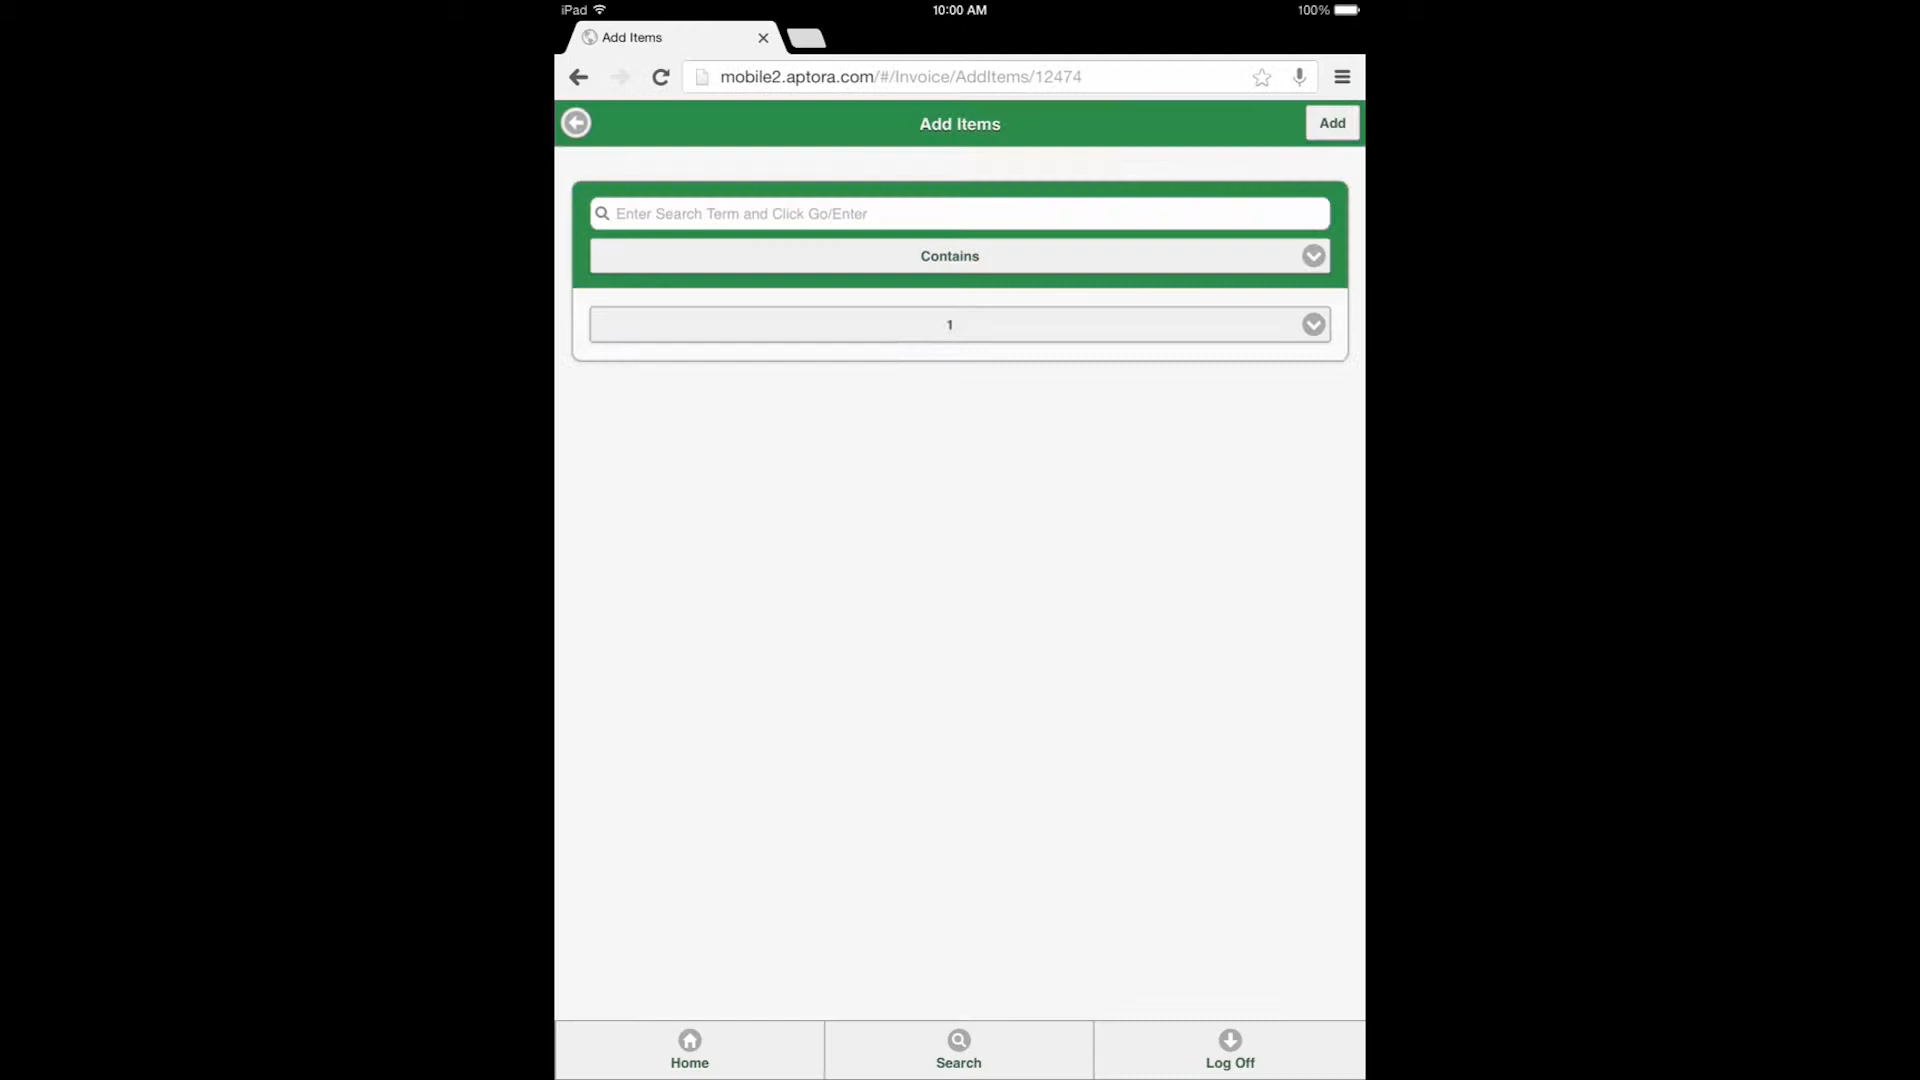 iPad 10:00 AM 100%
Add Items
mobile2.aptora.com/#/Invoice/AddItems/12474
Add Items Add
Enter Search Term and Click Go/Enter
Contains
1
Home Search Log Off